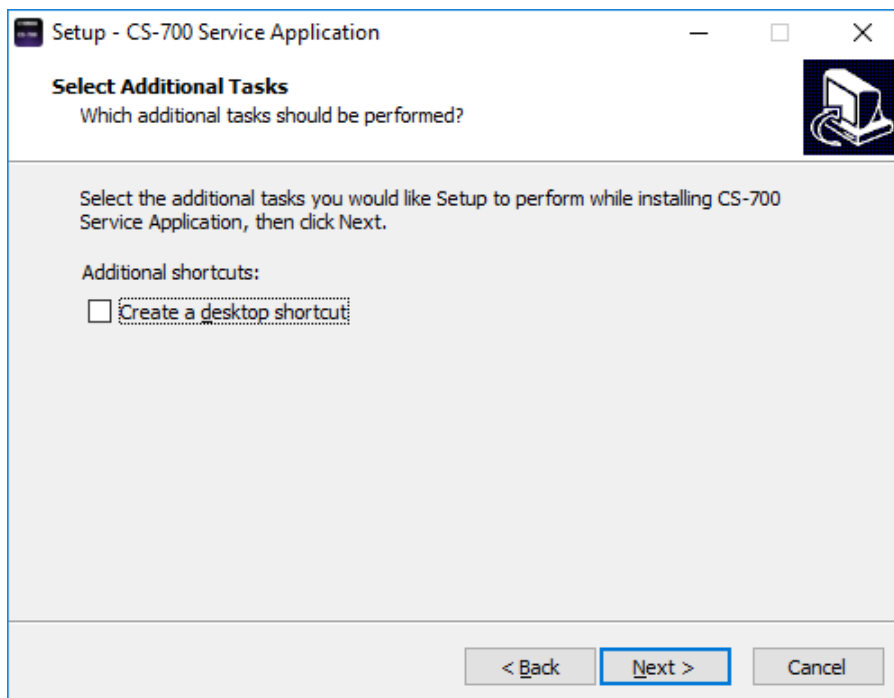 Setup - CS-700 Service Application
Select Additional Tasks
Which additional tasks should be performed?
Select the additional tasks you would like Setup to perform while installing CS-700
Service Application, then click Next.
Additional shortcuts:
Create a desktop shortcut
< Back
Next >
Cancel